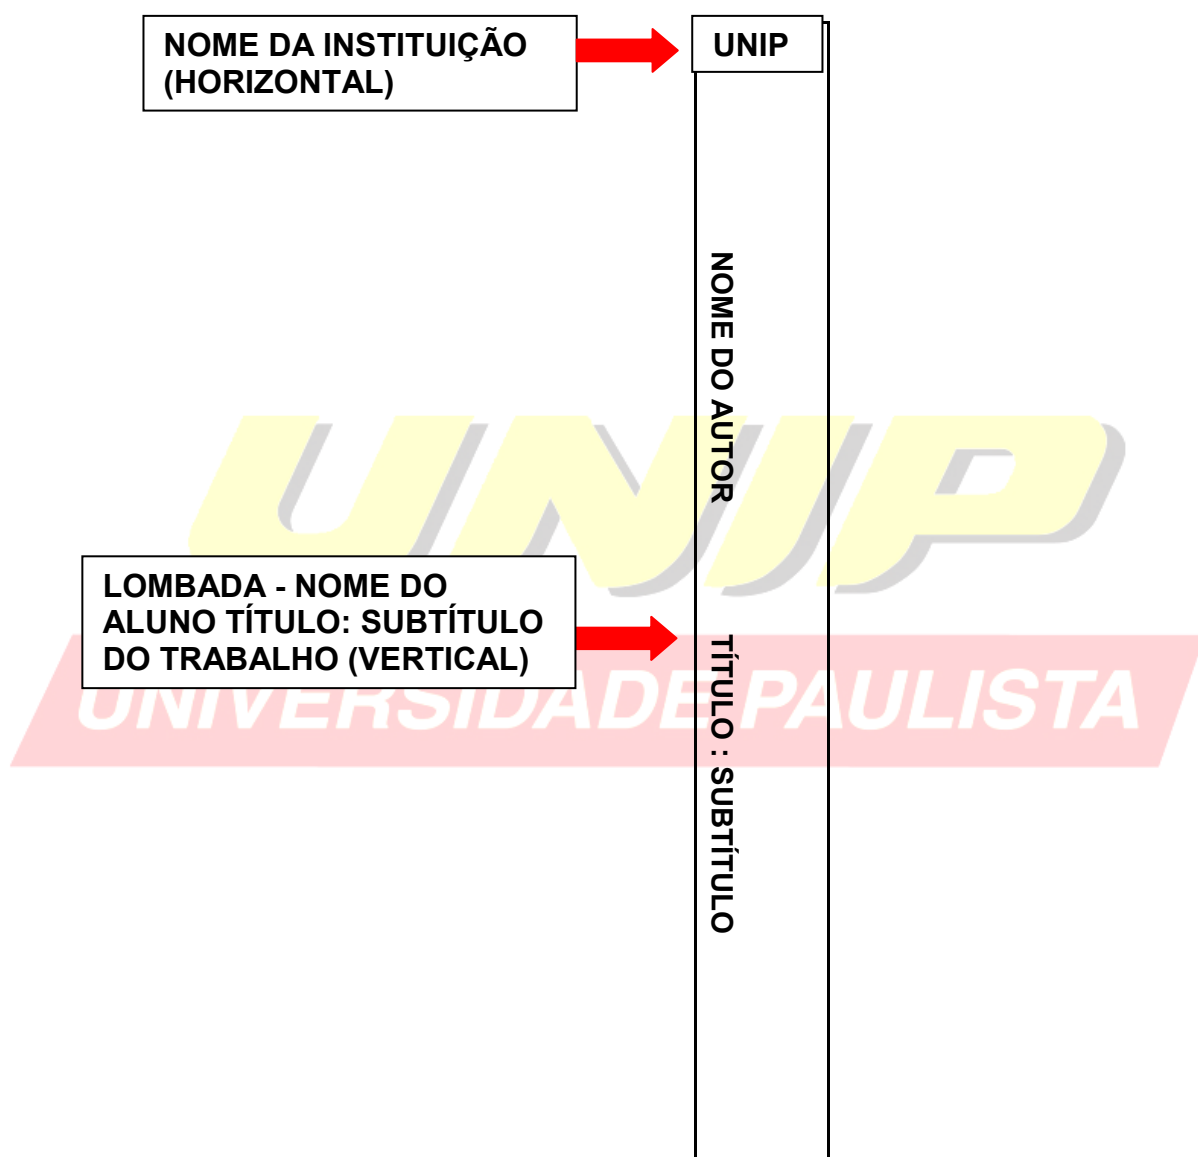 NOME DA INSTITUIÇÃO
(HORIZONTAL)
UNIP
NOME DO AUTOR
UNIP
LOMBADA - NOME DO
ALUNO TÍTULO: SUBTÍTULO
DO TRABALHO (VERTICAL)
TÍTULO : SUBTÍTULO
UNIVERSIDADE PAULISTA